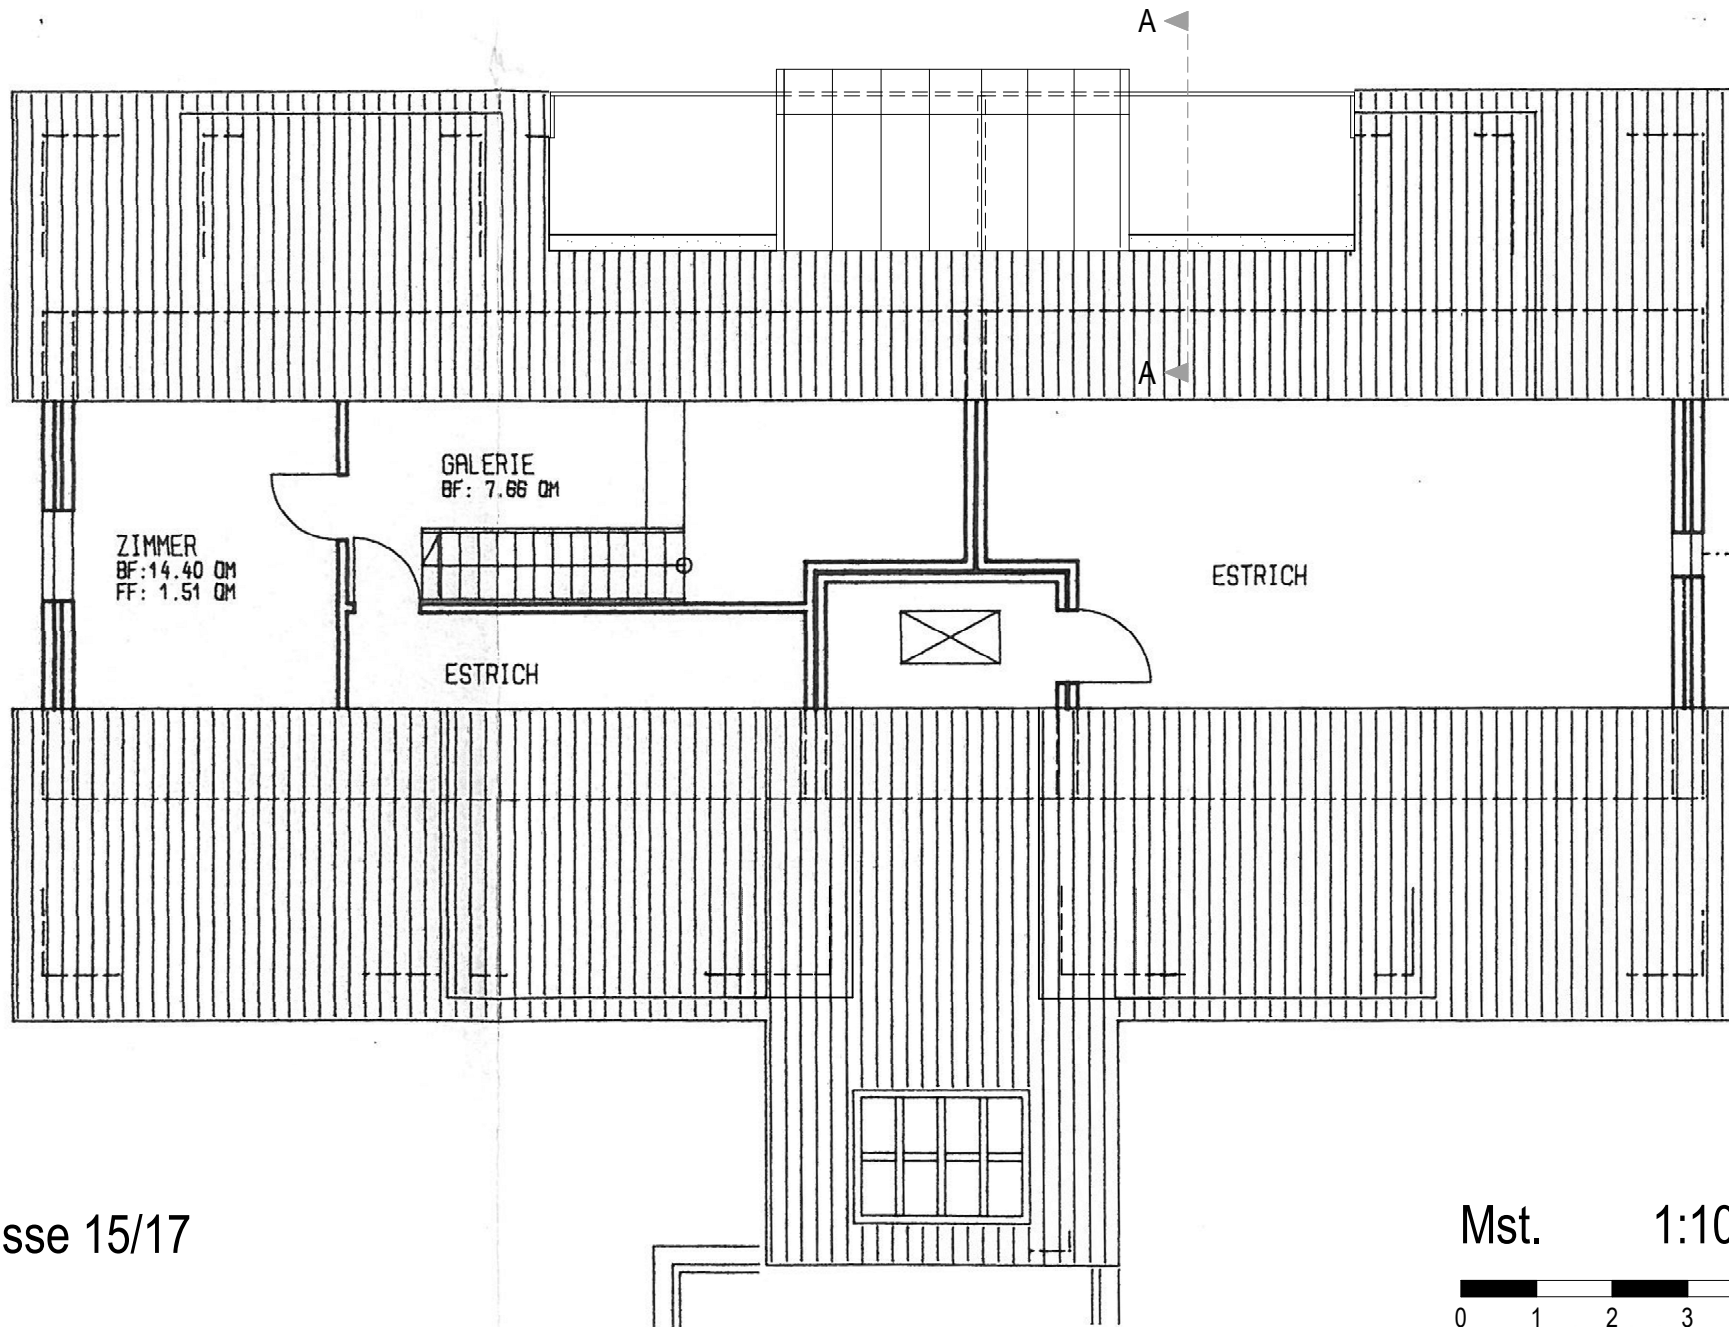 A
A
GALERIE
BF: 7.66 QM
ZIMMER
BF:14.40 QM
FF: 1.51 QM
ESTRICH
ESTRICH
sse 15/17
Mst. 1:10
0 1 2 3